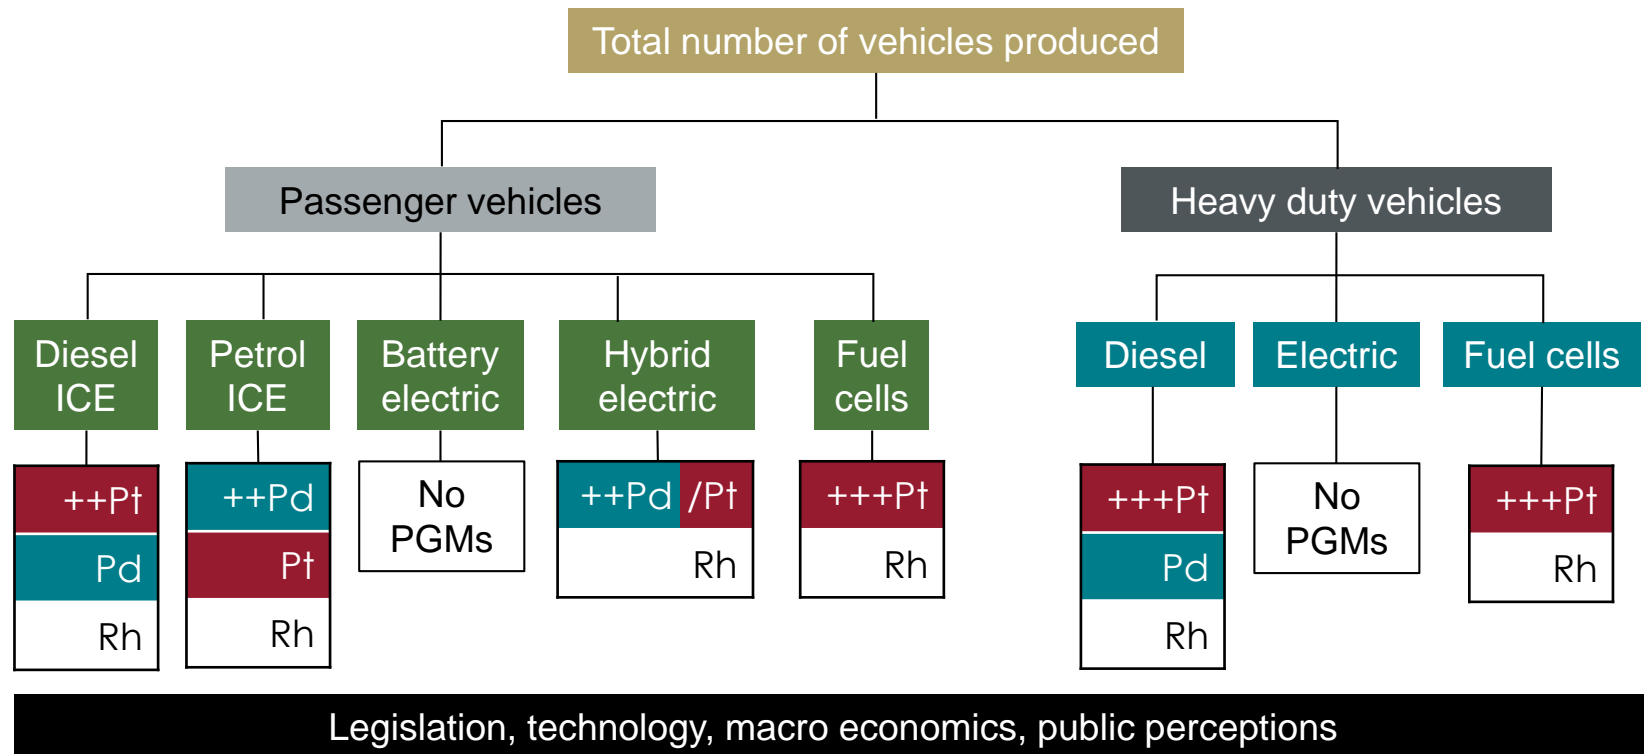 Total number of vehicles produced
Passenger vehicles
Heavy duty vehicles
Diesel
ICE
Petrol
ICE
Battery
electric
Hybrid
electric
Fuel
cells
Diesel
Electric
Fuel cells
++Pt
Pd
Rh
++Pd
Pt
Rh
No
PGMs
++Pd /Pt
Rh
+++Pt
Rh
+++Pt
Pd
Rh
No
PGMs
+++Pt
Rh
Legislation, technology, macro economics, public perceptions